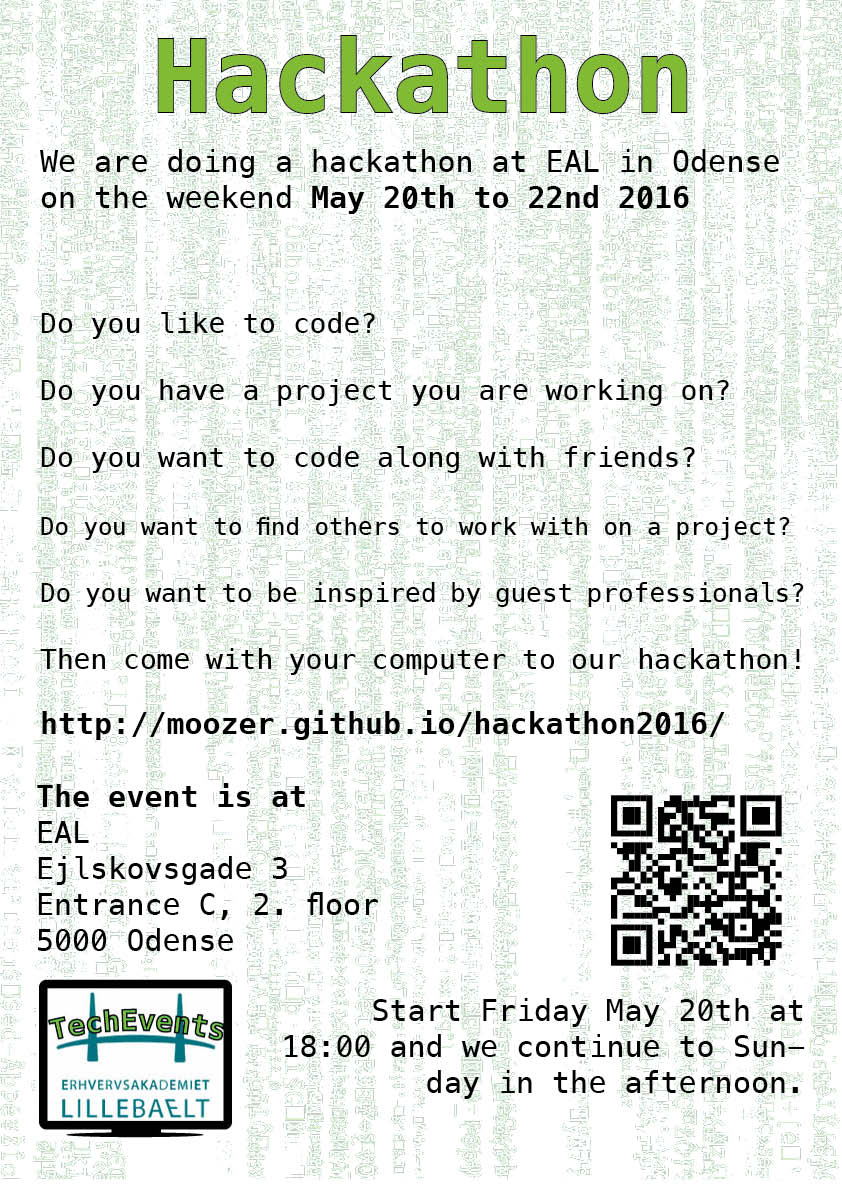 Hackathon
We are doing a hackathon at EAL in Odense
on the weekend May 20th to 22nd 2016
Do you like to code?
Do you have a project you are working on?
Do you want to code along with friends?
Do you want to find others to work with on a project?
Do you want to be inspired by guest professionals?
Then come with your computer to our hackathon!
http://moozer.github.io/hackathon2016/
The event is at
EAL
Ejlskovsgade 3
Entrance C, 2. floor
5000 Odense
TechEvents
ERHVERVSAKADEMIET
LILLEBAELT
Start Friday May 20th at
18:00 and we continue to Sun–
day in the afternoon.